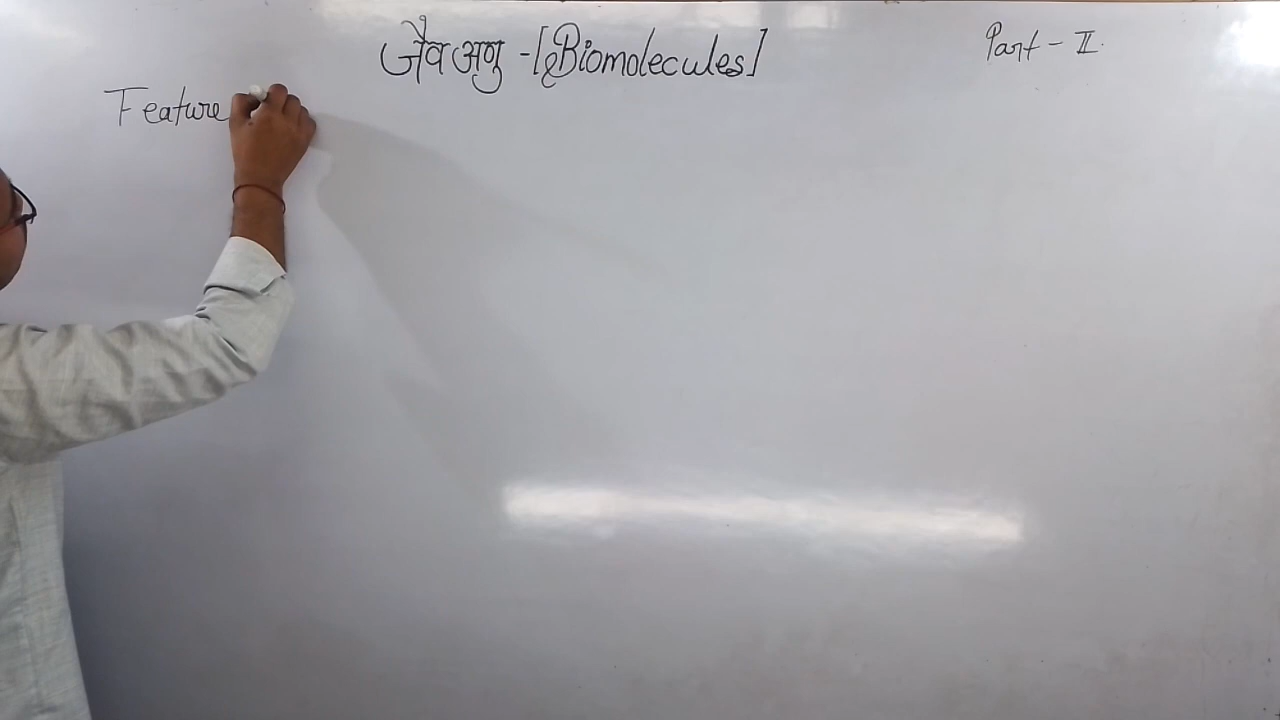 जैव अणु -[Biomolecules]
Part - II.
Feature